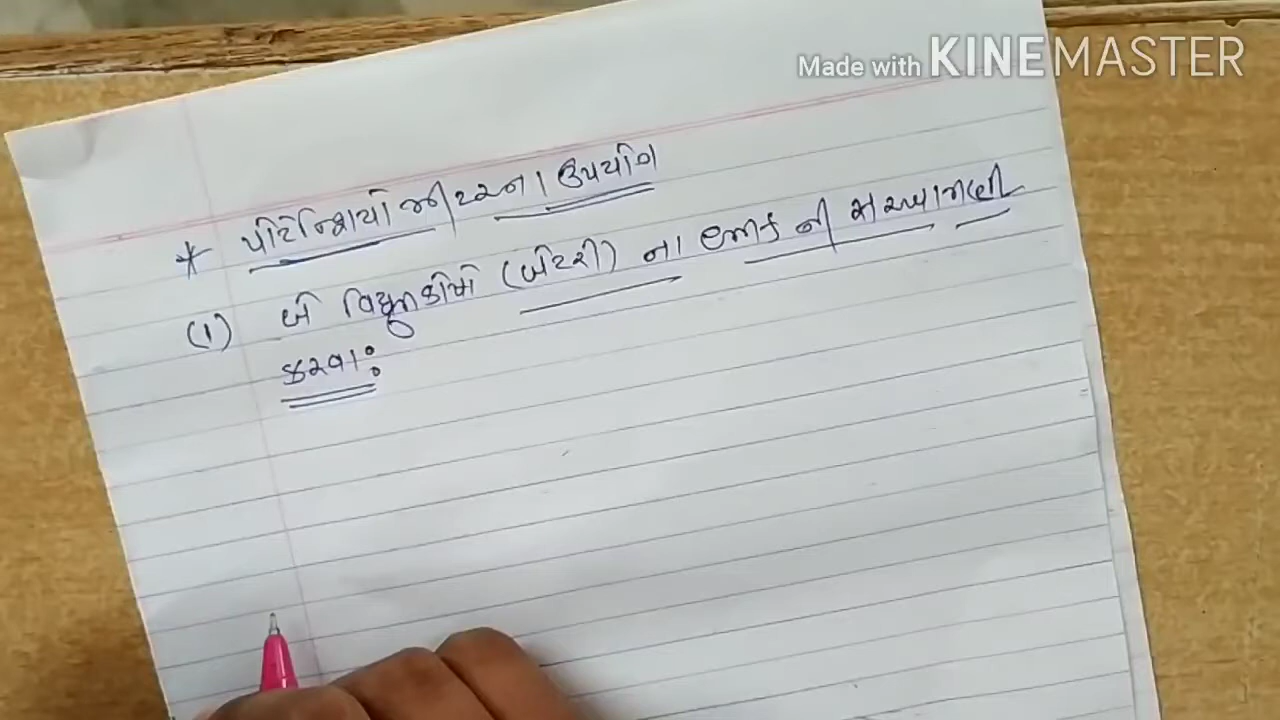 Made with KINEMASTER
* પોટેન્શિયોમીટરના ઉપયોગ
(1) બે વિદ્યુતકોષો (બેટરી) ના emf ની સરખામણી
કરવા: